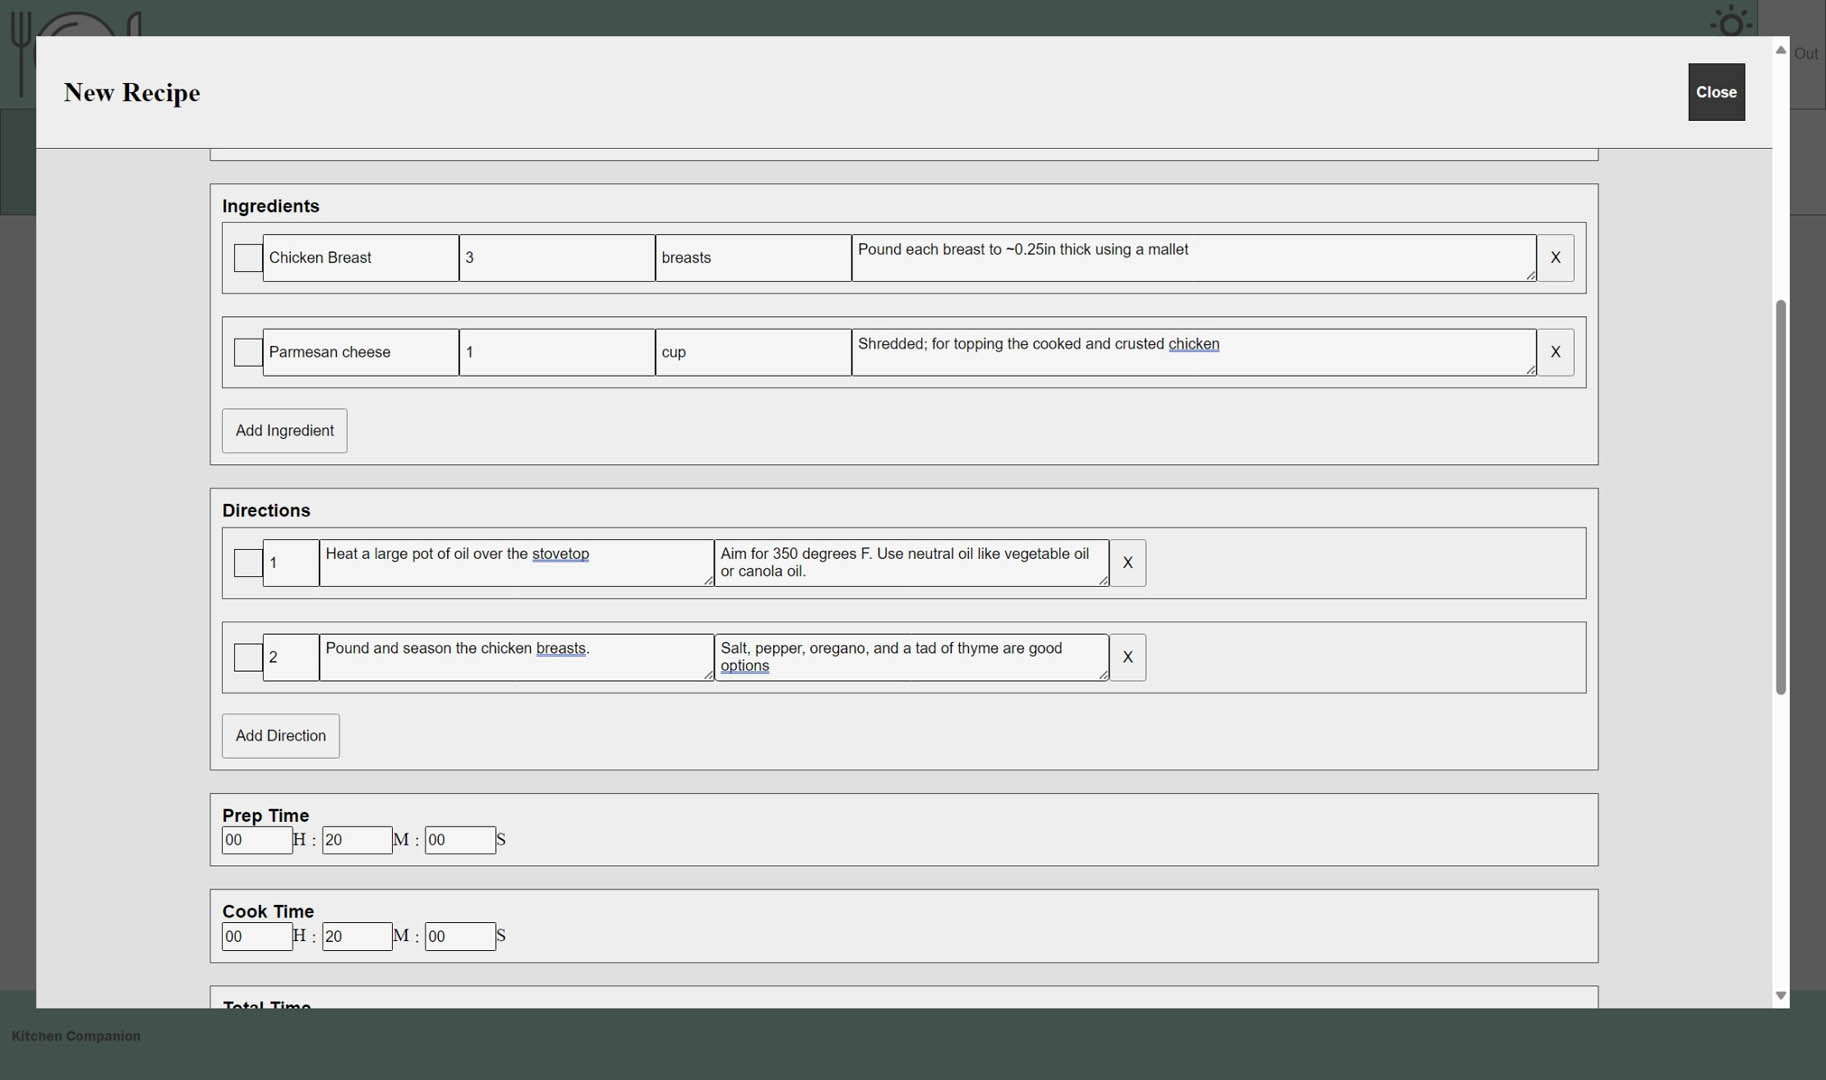 Out
New Recipe
Close
Ingredients
Chicken Breast 3 breasts Pound each breast to ~0.25in thick using a mallet X
Parmesan cheese 1 cup Shredded; for topping the cooked and crusted chicken X
Add Ingredient
Directions
1 Heat a large pot of oil over the stovetop Aim for 350 degrees F. Use neutral oil like vegetable oil
or canola oil. X
2 Pound and season the chicken breasts. Salt, pepper, oregano, and a tad of thyme are good
options X
Add Direction
Prep Time
00 H : 20 M : 00 S
Cook Time
00 H : 20 M : 00 S
Total Time
Kitchen Companion